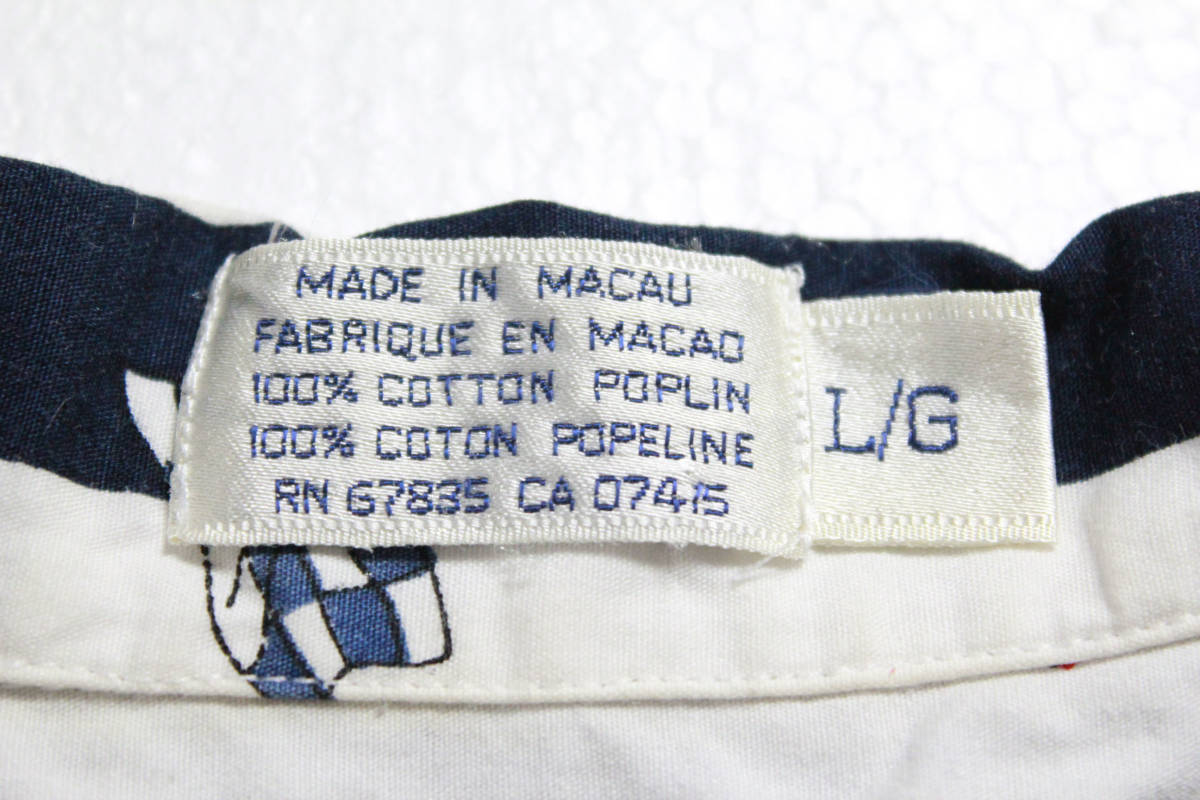 MADE IN MACAU
FABRIQUE EN MACAO
100% COTTON POPLIN
100% COTON POPELINE
RN 67835 CA 07415
L/G